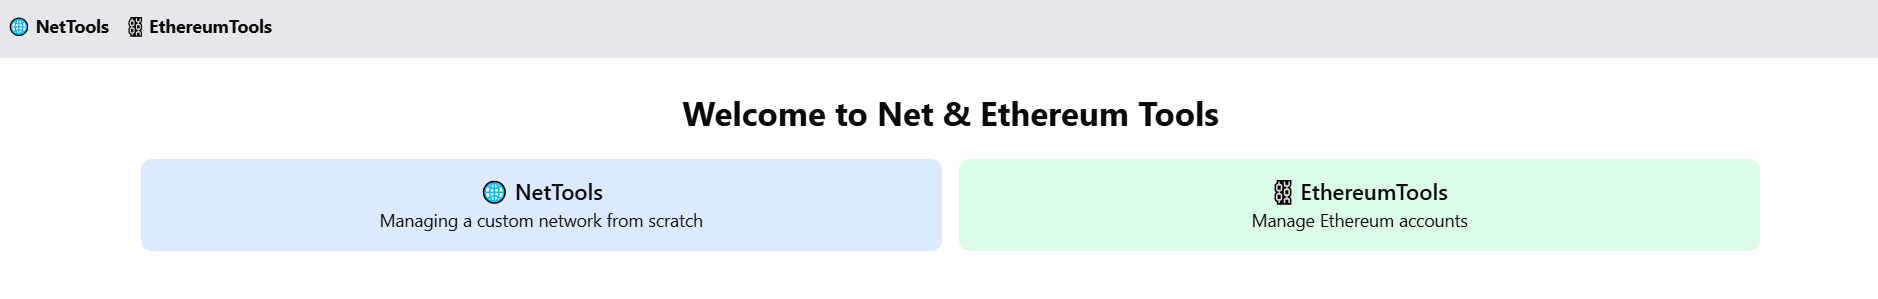 NetTools EthereumTools
Welcome to Net & Ethereum Tools
NetTools
Managing a custom network from scratch
EthereumTools
Manage Ethereum accounts